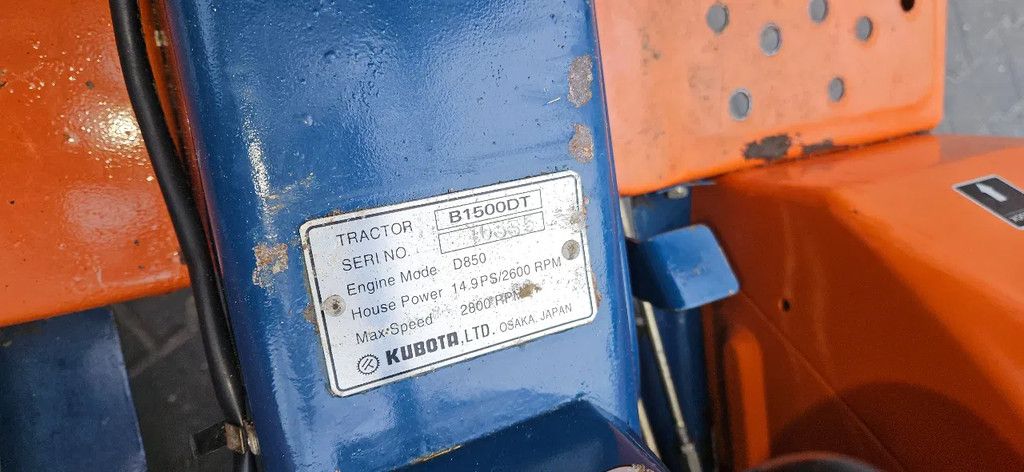 TRACTOR B1500DT
SERI NO.
Engine Mode D850
House Power 14.9PS/2600 RPM
Max·Speed 2800 RPM
KUBOTA,LTD. OSAKA, JAPAN